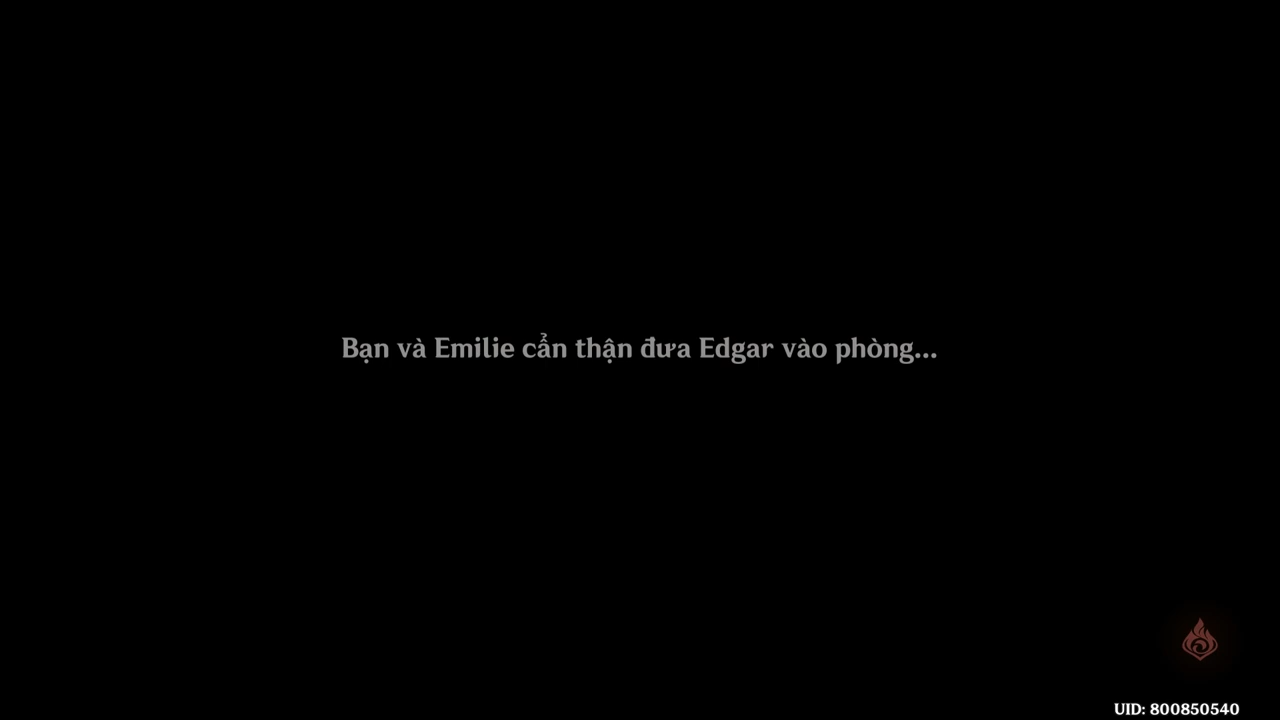 Bạn và Emilie cẩn thận đưa Edgar vào phòng...
UID: 800850540